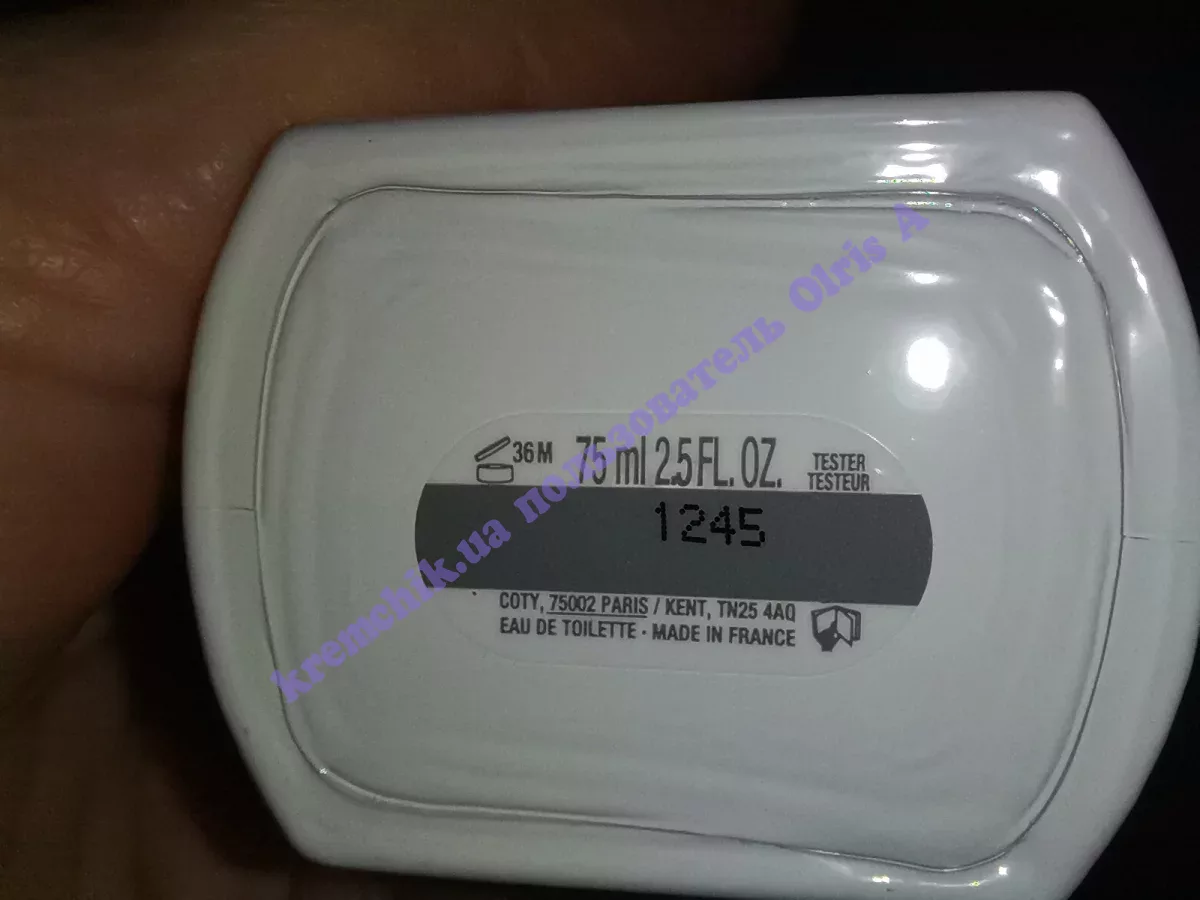 36M 75 ml 2.5 FL. OZ. TESTER
TESTEUR
1245
COTY, 75002 PARIS / KENT, TN25 4AQ
EAU DE TOILETTE · MADE IN FRANCE
kremchik.ua пользователь Olris A